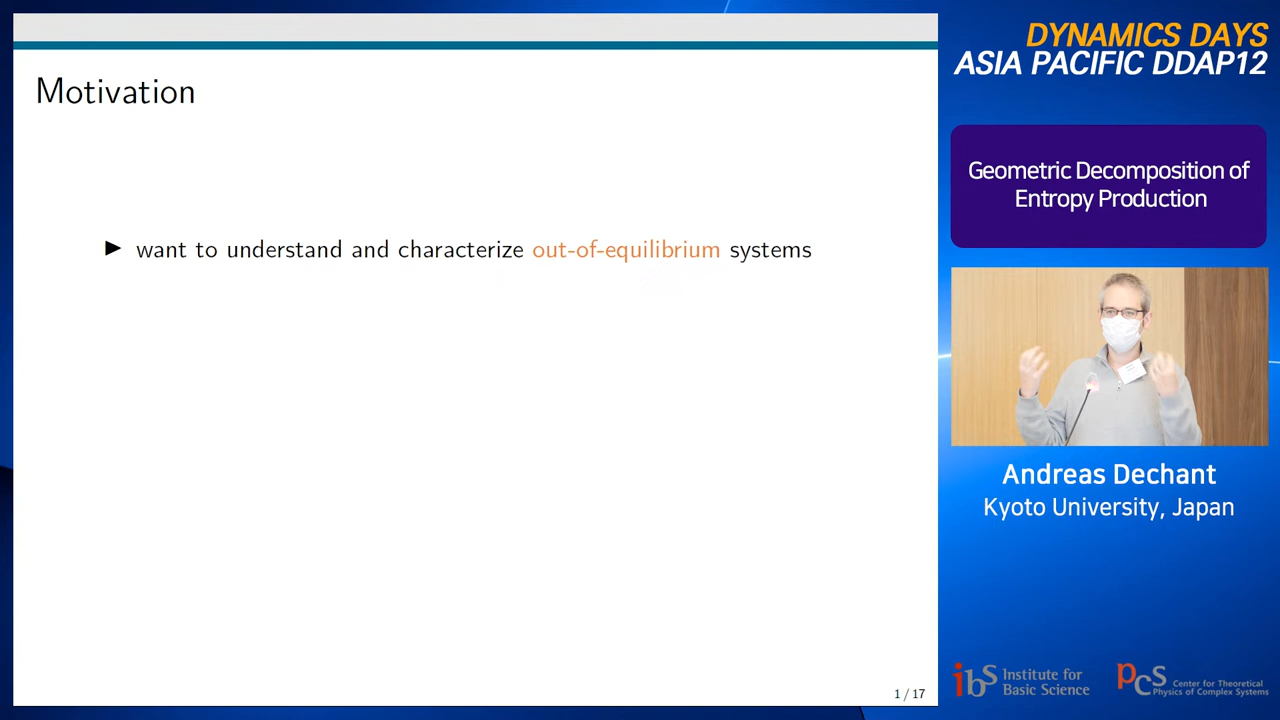 Motivation
▶ want to understand and characterize out-of-equilibrium systems
1 / 17
DYNAMICS DAYS
ASIA PACIFIC DDAP12
Geometric Decomposition of
Entropy Production
Andreas Dechant
Kyoto University, Japan
ibs Institute for
Basic Science
pcs Center for Theoretical
Physics of Complex Systems